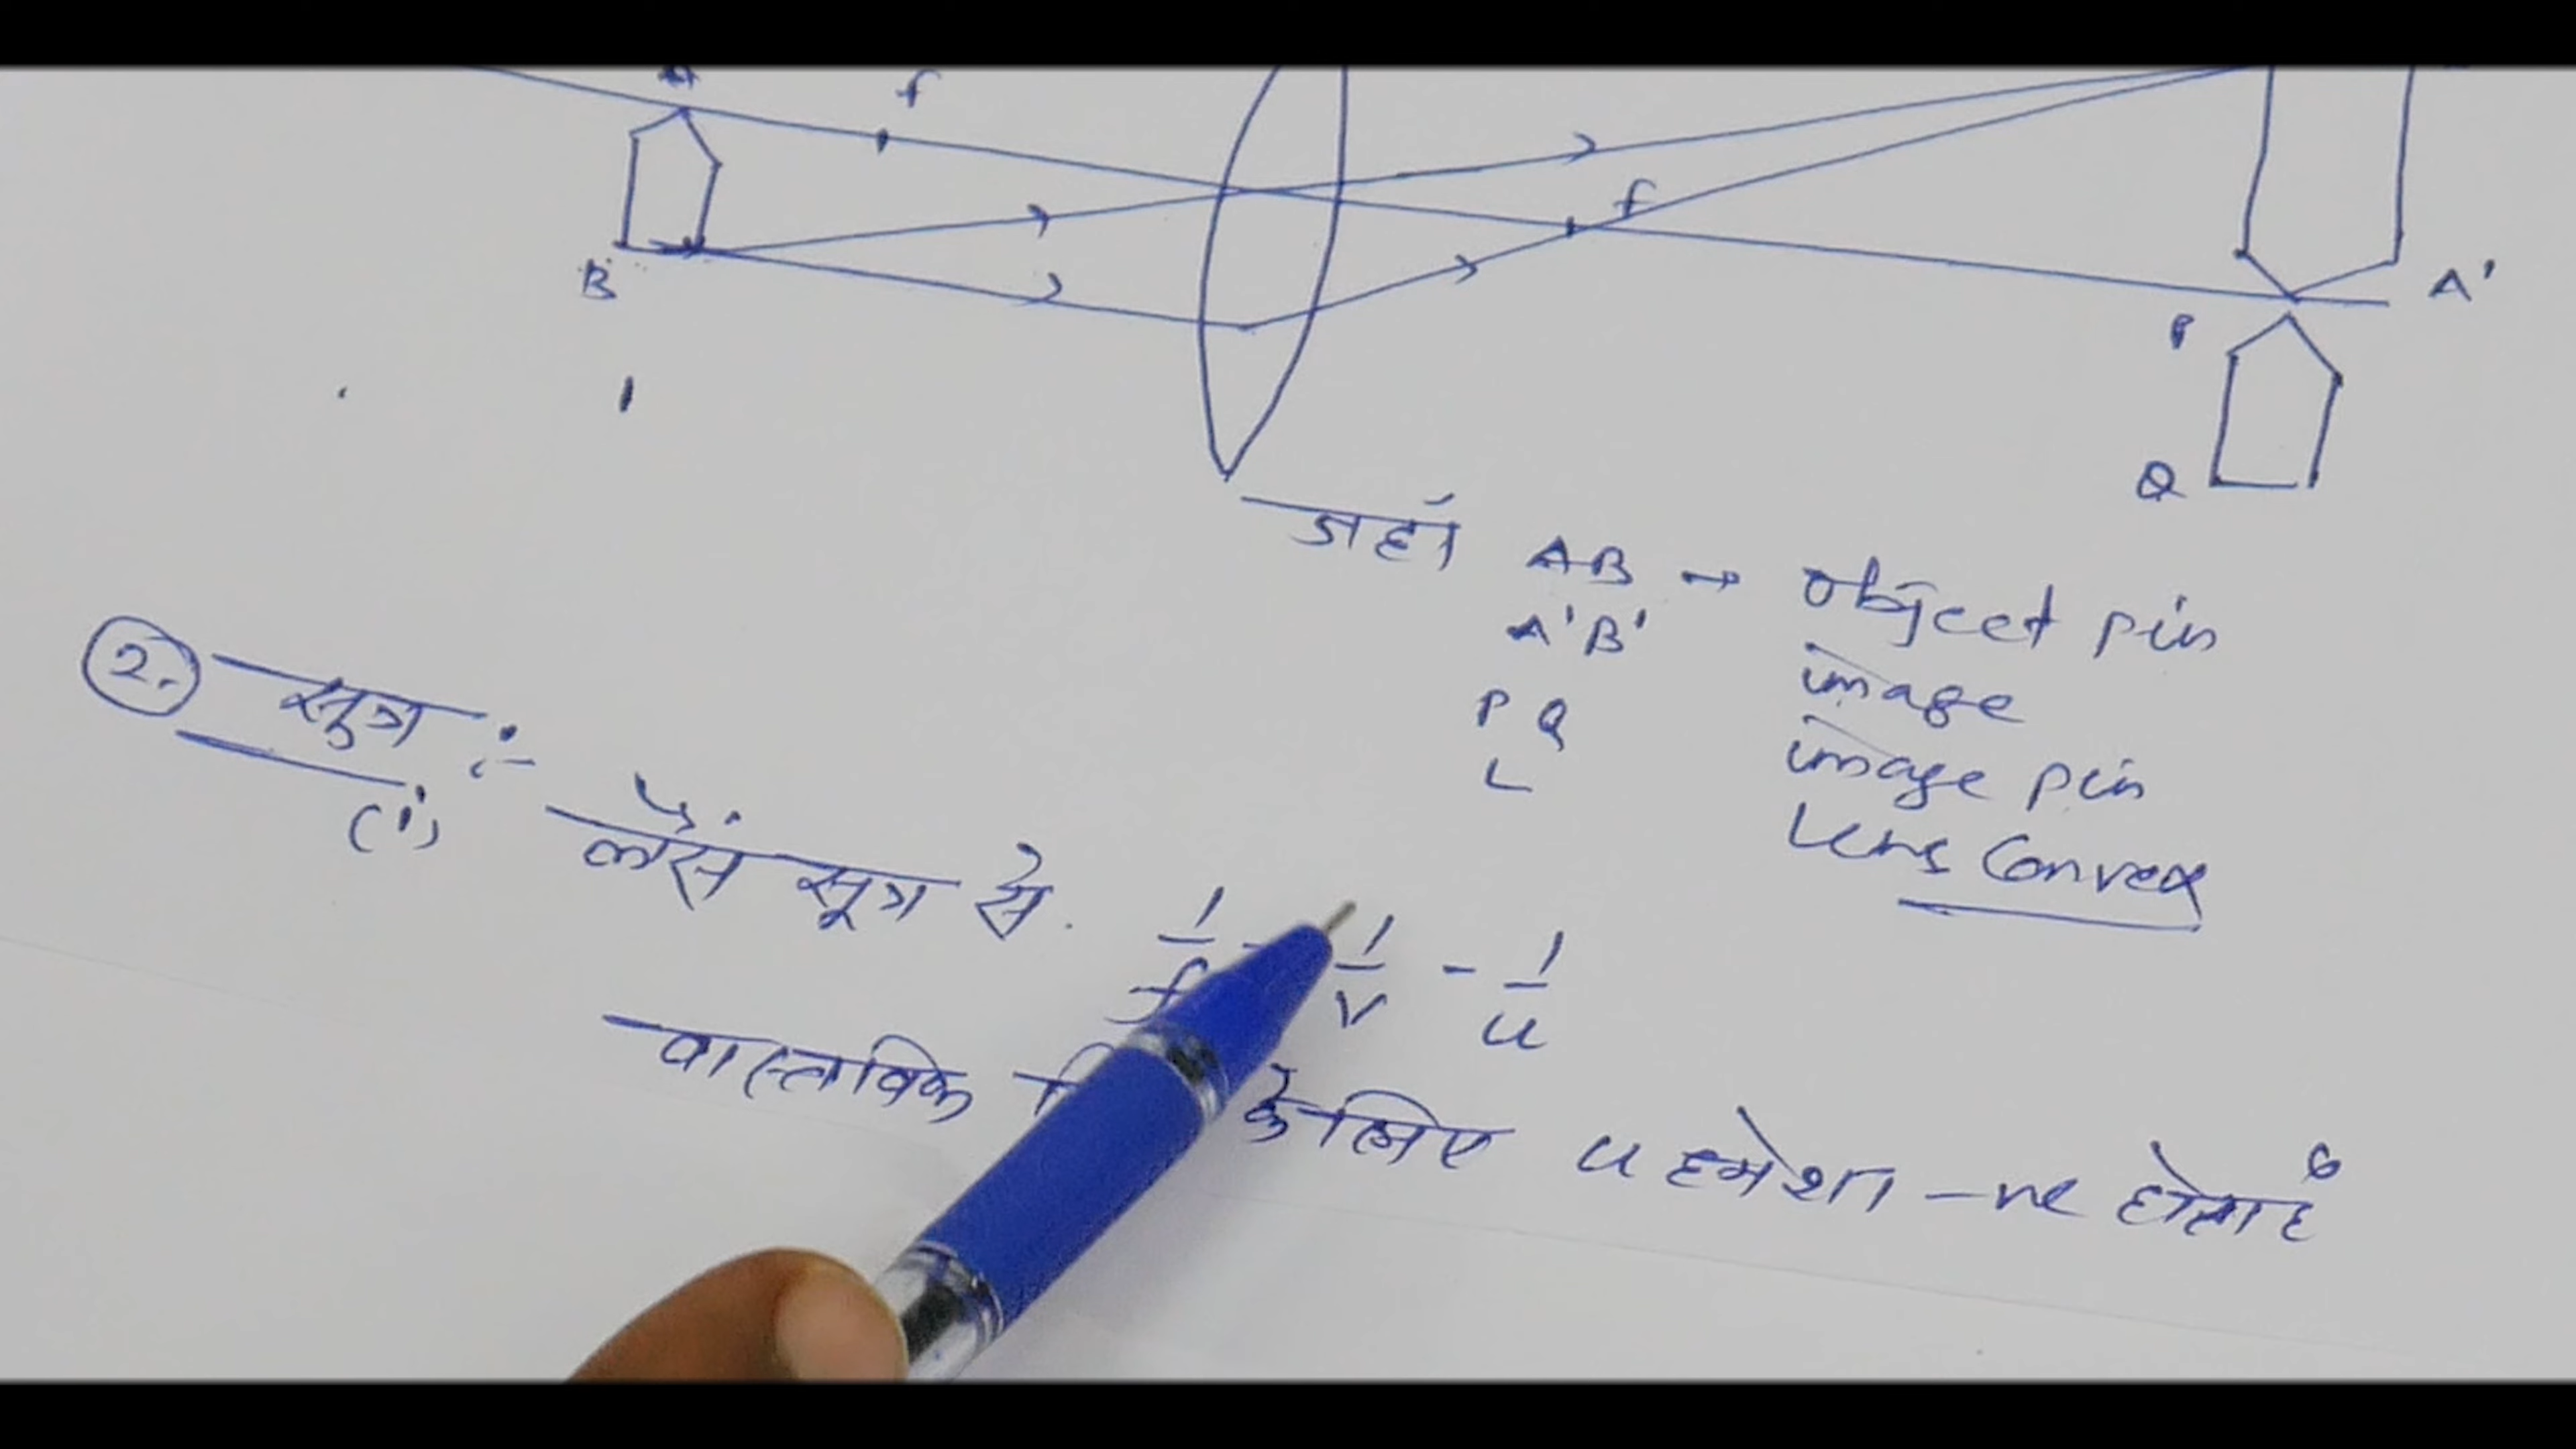 f
f
B
A'
P
Q
जहाँ AB → object pin
A'B' image
PQ image pin
L Lens Convex
2. सूत्र :-
(i) लेंस सूत्र से. 1/f = 1/v - 1/u
वास्तविक के लिए u हमेशा -ve होता है